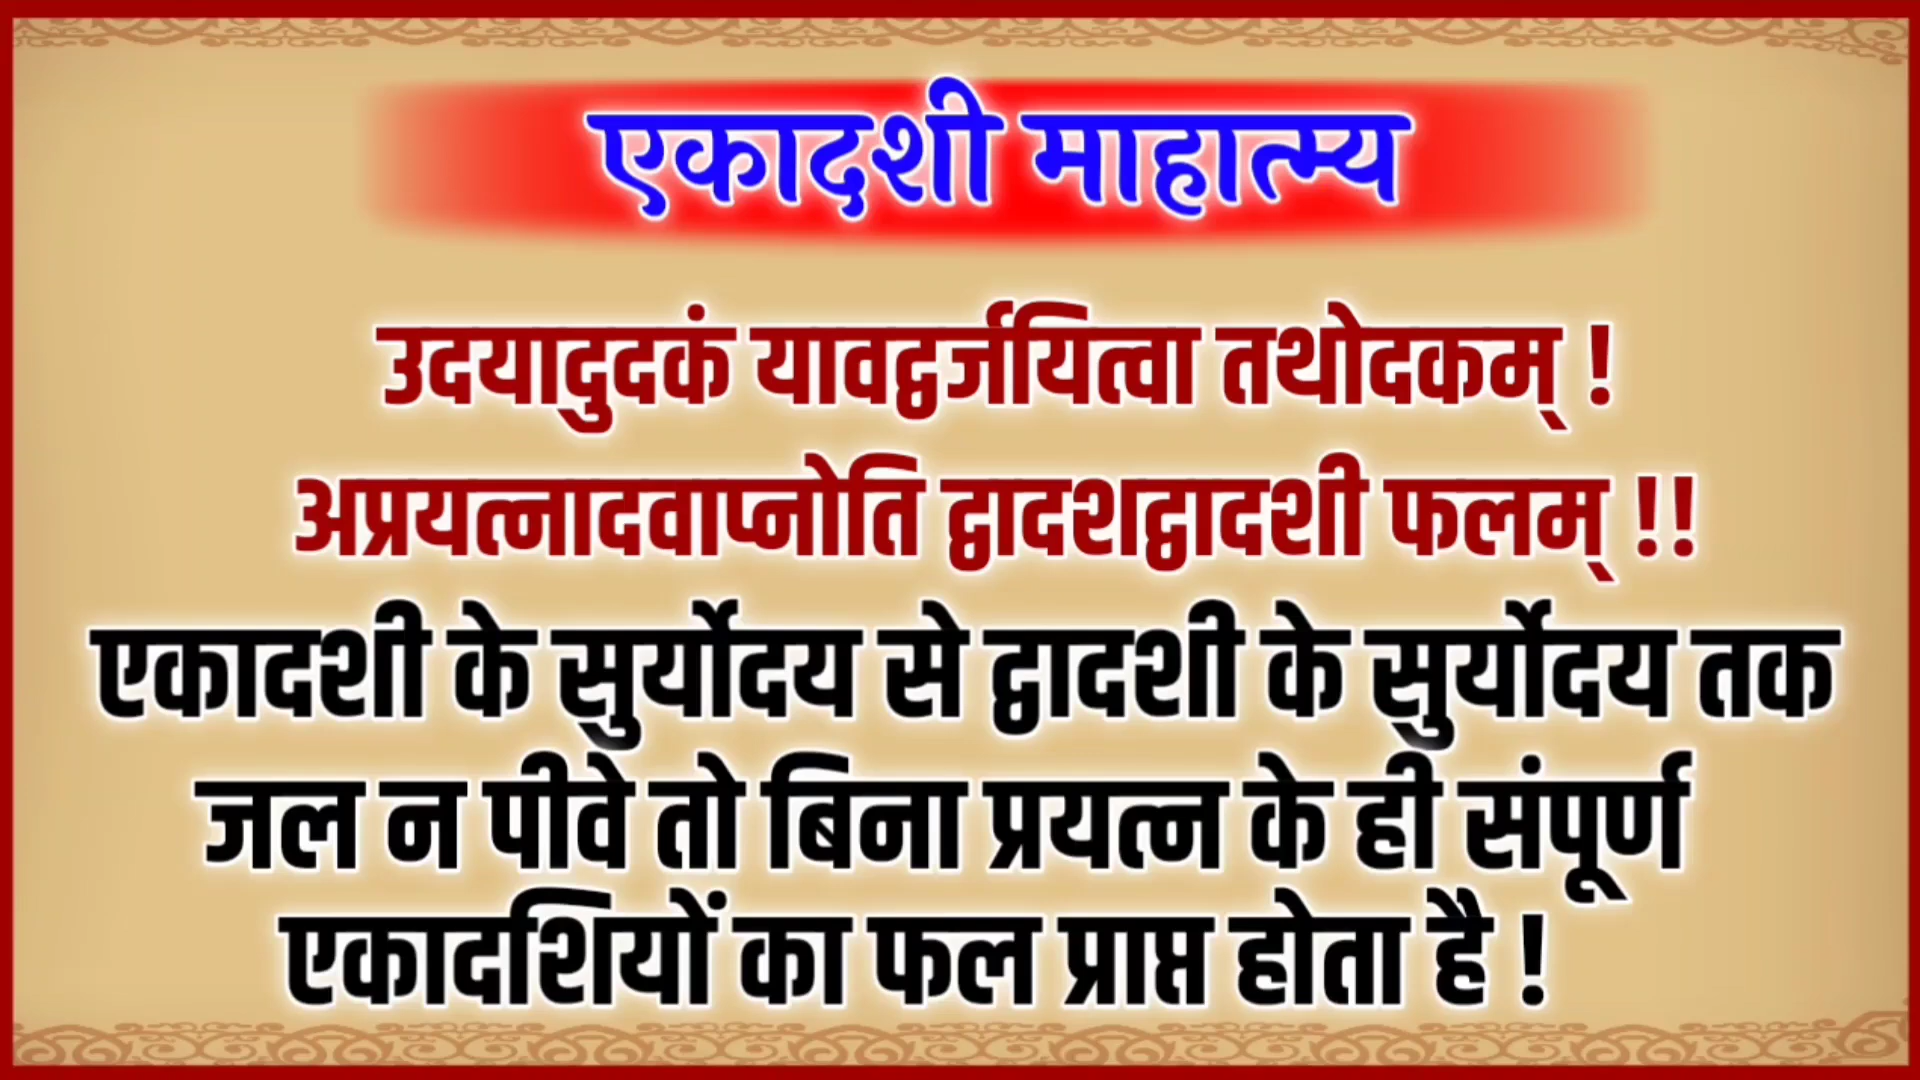 एकादशी माहात्म्य
उदयादुदकं यावद्वर्जयित्वा तथोदकम् !
अप्रयत्नादवाप्नोति द्वादशद्वादशी फलम् !!
एकादशी के सुर्योदय से द्वादशी के सुर्योदय तक
जल न पीवे तो बिना प्रयत्न के ही संपूर्ण
एकादशियों का फल प्राप्त होता है !